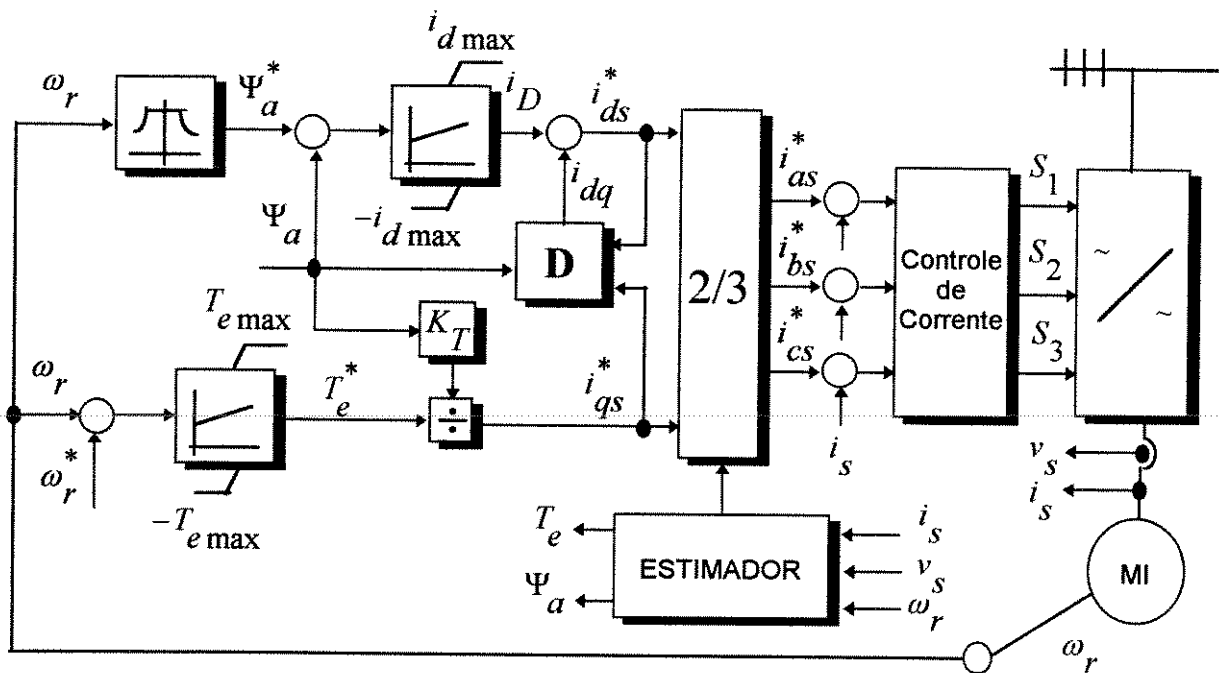 i_d max
ω_r
Ψ*_a
i_D
i*_ds
Ψ_a
−i_d max
i_dq
D
2/3
i*_as
i*_bs
i*_cs
Controle
de
Corrente
S_1
S_2
S_3
~
~
T_e max
K_T
ω_r
T*_e
÷
i*_qs
ω*_r
−T_e max
i_s
v_s
i_s
T_e
Ψ_a
ESTIMADOR
i_s
v_s
ω_r
MI
ω_r